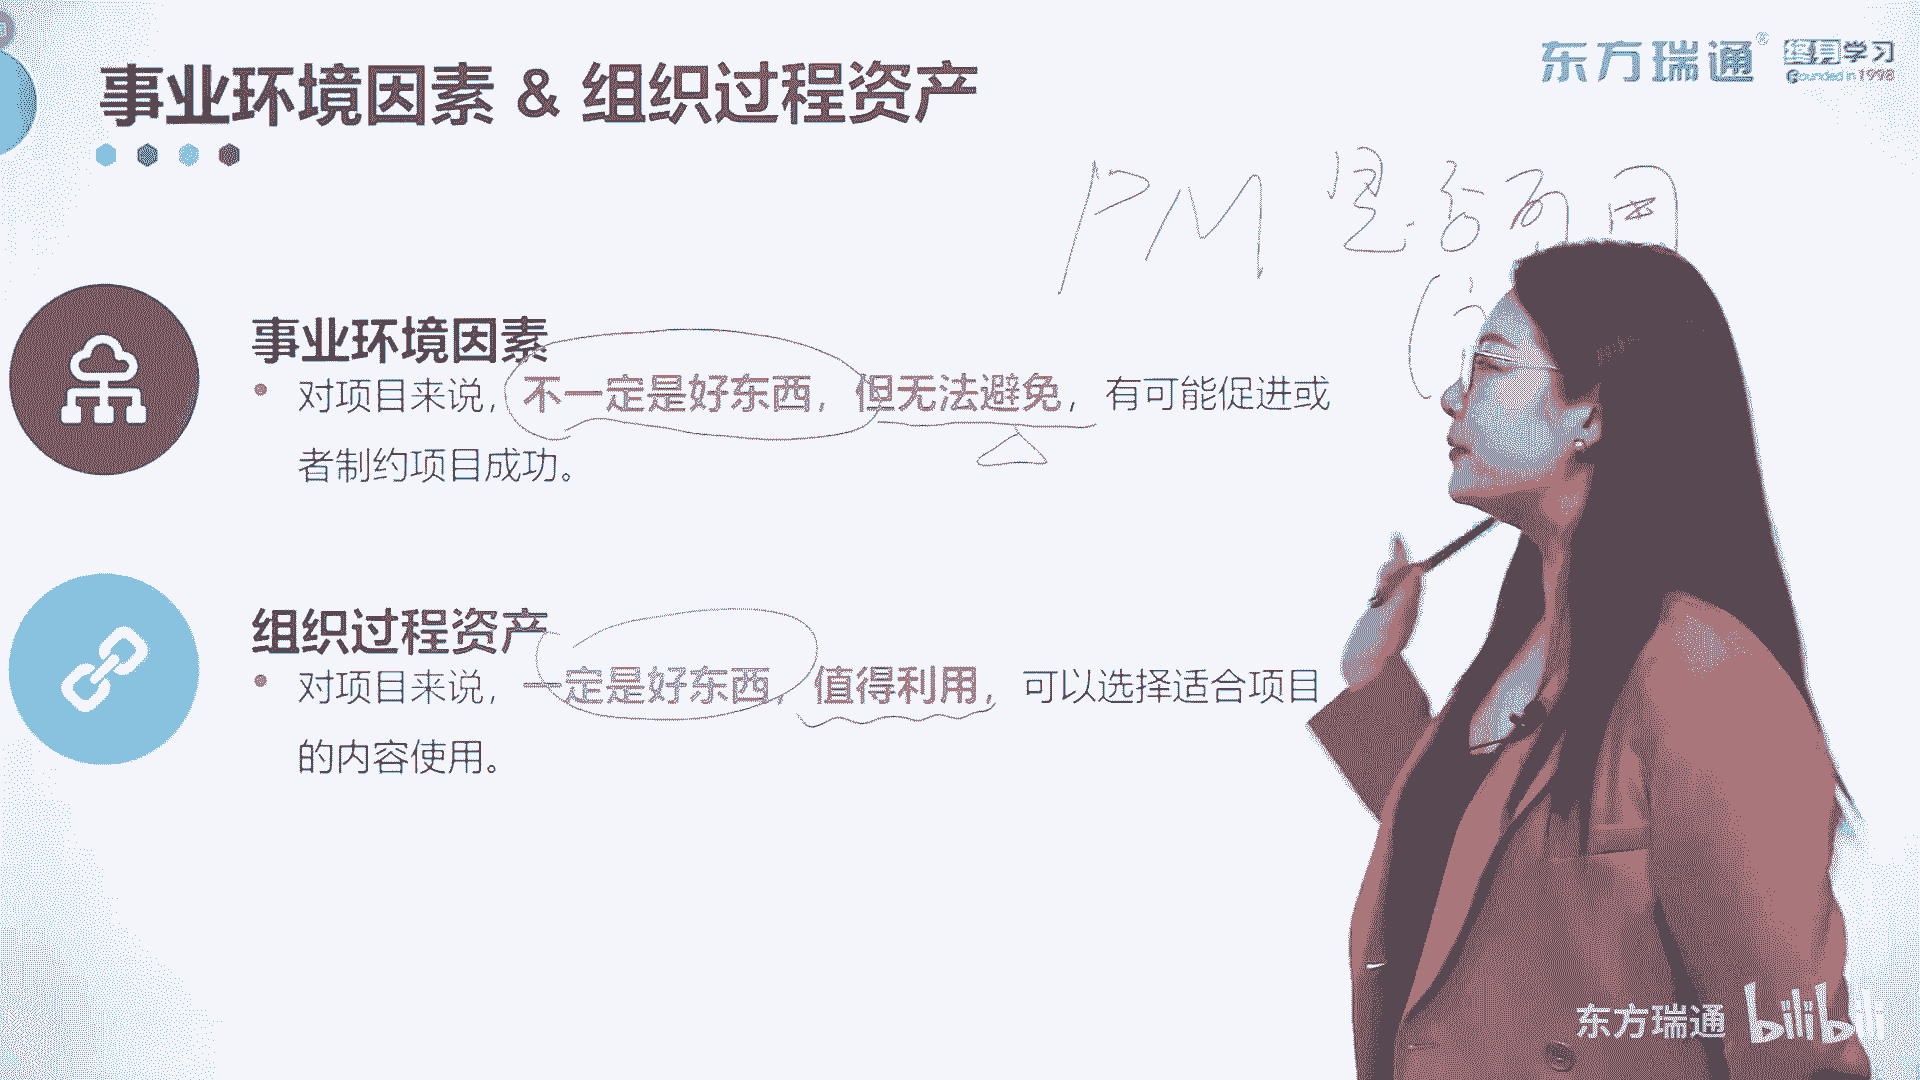 事业环境因素 & 组织过程资产
东方瑞通® 终身学习
Founded in 1998
PM 是否可用
事业环境因素
• 对项目来说,不一定是好东西,但无法避免,有可能促进或
者制约项目成功。
组织过程资产
• 对项目来说,一定是好东西,值得利用,可以选择适合项目
的内容使用。
东方瑞通 bilibili